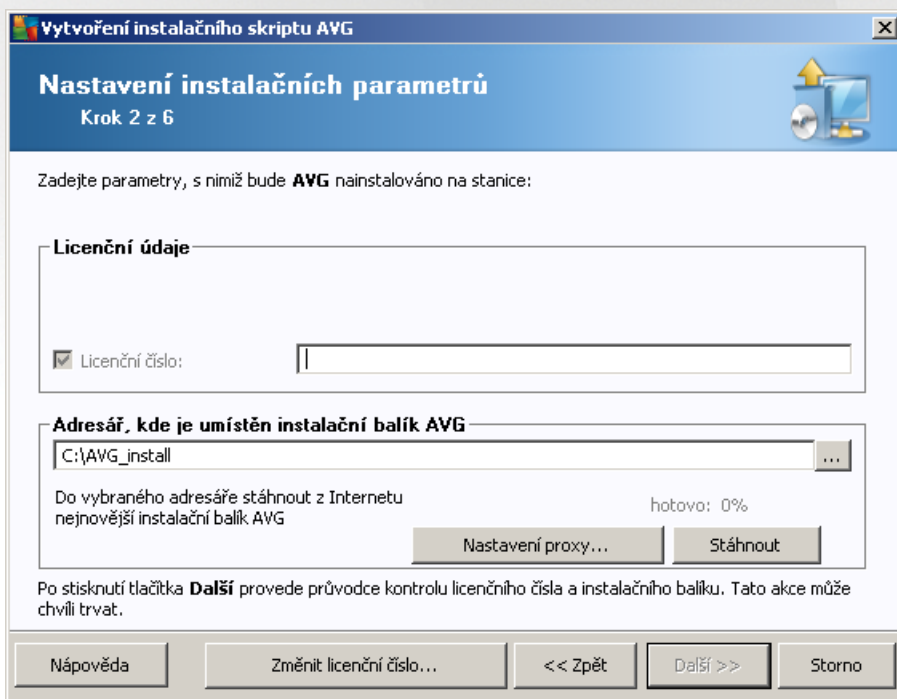 Vytvoření instalačního skriptu AVG
Nastavení instalačních parametrů
Krok 2 z 6
Zadejte parametry, s nimiž bude AVG nainstalováno na stanice:
Licenční údaje
Licenční číslo:
Adresář, kde je umístěn instalační balík AVG
C:\AVG_install
...
Do vybraného adresáře stáhnout z Internetu
nejnovější instalační balík AVG
hotovo: 0%
Nastavení proxy...
Stáhnout
Po stisknutí tlačítka Další provede průvodce kontrolu licenčního čísla a instalačního balíku. Tato akce může
chvíli trvat.
Nápověda
Změnit licenční číslo...
<< Zpět
Další >>
Storno